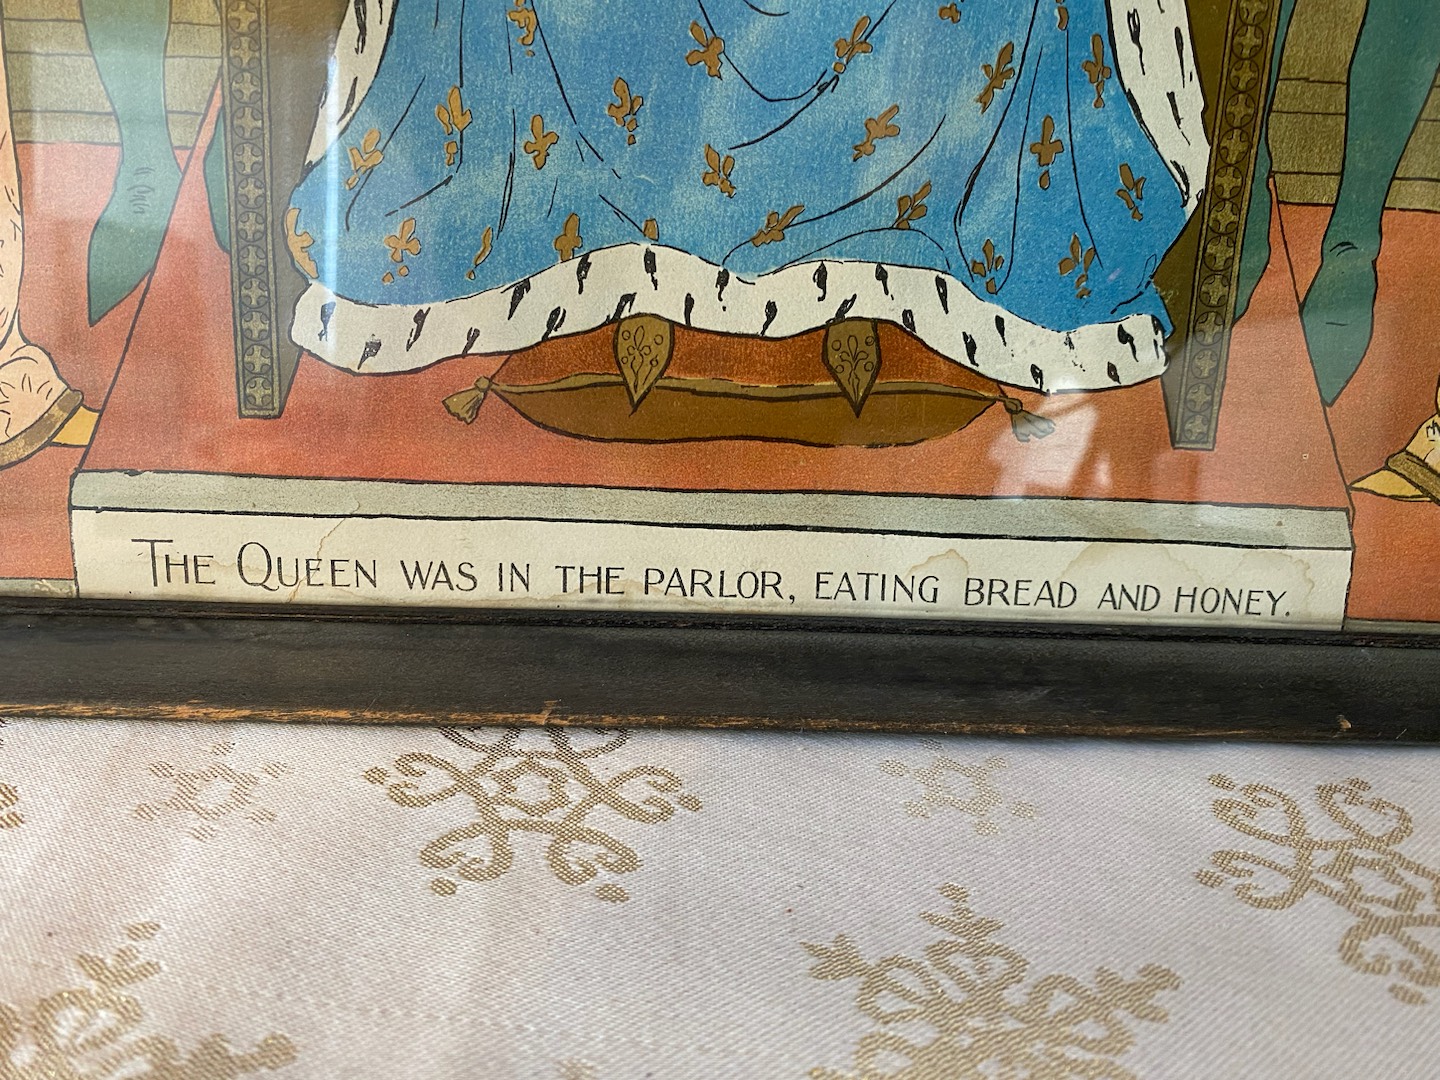 THE QUEEN WAS IN THE PARLOR, EATING BREAD AND HONEY.